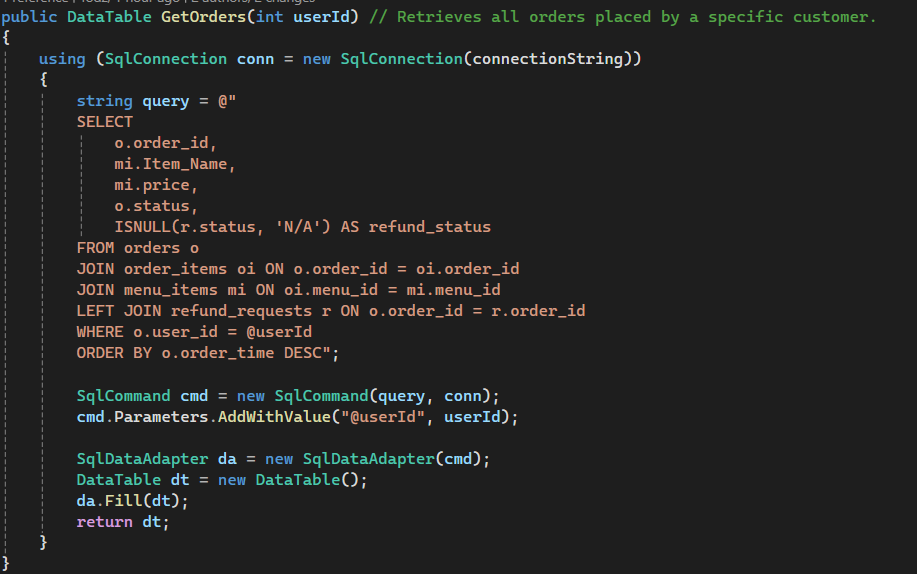 public DataTable GetOrders(int userId) // Retrieves all orders placed by a specific customer.
{
using (SqlConnection conn = new SqlConnection(connectionString))
{
string query = @"
SELECT
o.order_id,
mi.Item_Name,
mi.price,
o.status,
ISNULL(r.status, 'N/A') AS refund_status
FROM orders o
JOIN order_items oi ON o.order_id = oi.order_id
JOIN menu_items mi ON oi.menu_id = mi.menu_id
LEFT JOIN refund_requests r ON o.order_id = r.order_id
WHERE o.user_id = @userId
ORDER BY o.order_time DESC";
SqlCommand cmd = new SqlCommand(query, conn);
cmd.Parameters.AddWithValue("@userId", userId);
SqlDataAdapter da = new SqlDataAdapter(cmd);
DataTable dt = new DataTable();
da.Fill(dt);
return dt;
}
}